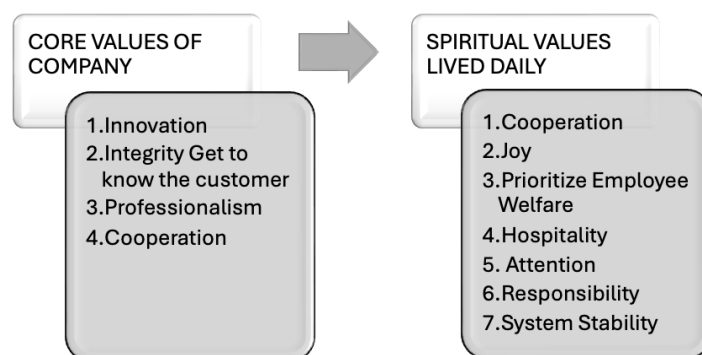 CORE VALUES OF
COMPANY
1.Innovation
2.Integrity Get to
know the customer
3.Professionalism
4.Cooperation
SPIRITUAL VALUES
LIVED DAILY
1.Cooperation
2.Joy
3.Prioritize Employee
Welfare
4.Hospitality
5. Attention
6.Responsibility
7.System Stability